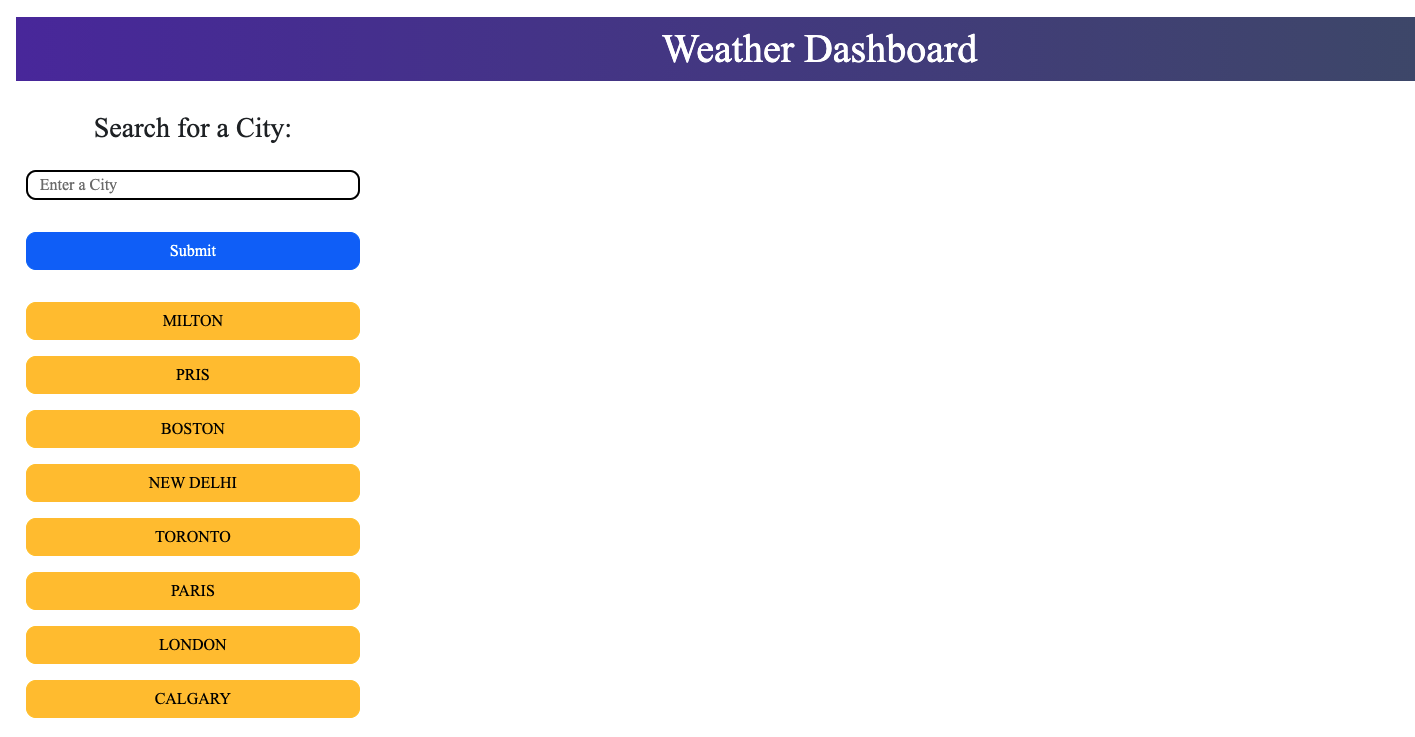 Weather Dashboard
Search for a City:
Enter a City
Submit
MILTON
PRIS
BOSTON
NEW DELHI
TORONTO
PARIS
LONDON
CALGARY